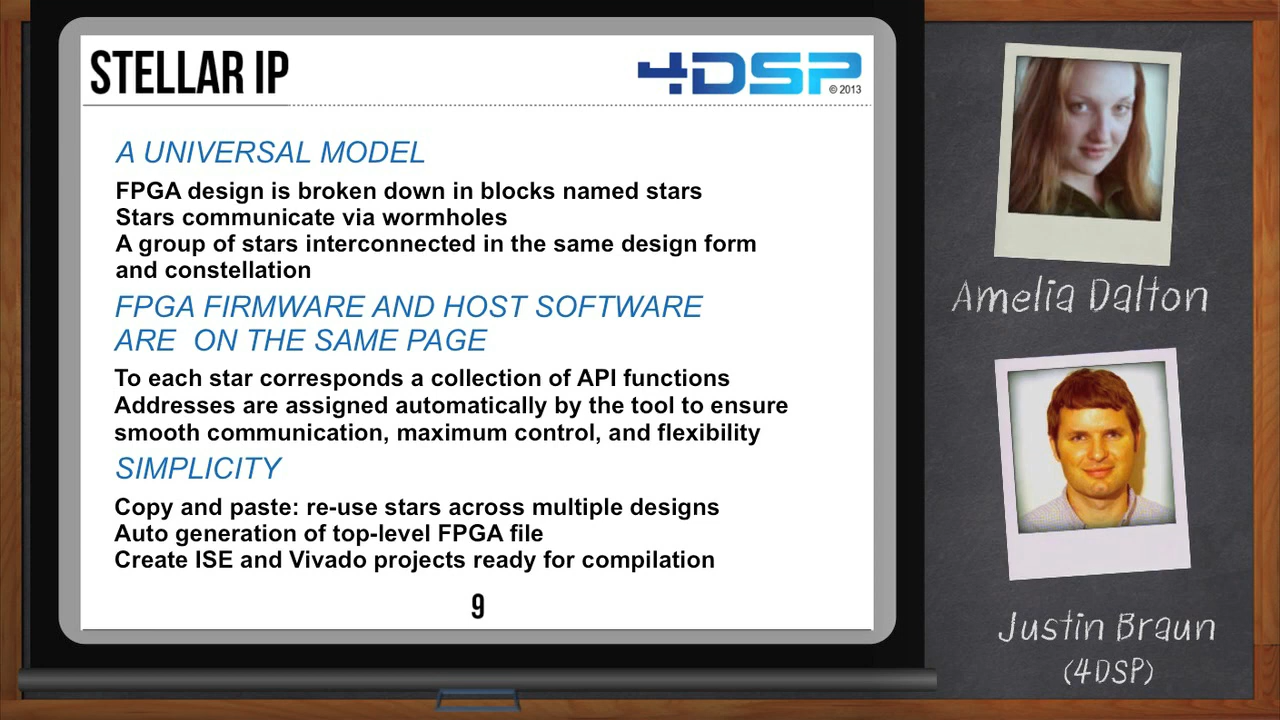 STELLAR IP
4DSP
© 2013
A UNIVERSAL MODEL
FPGA design is broken down in blocks named stars
Stars communicate via wormholes
A group of stars interconnected in the same design form
and constellation
FPGA FIRMWARE AND HOST SOFTWARE
ARE ON THE SAME PAGE
To each star corresponds a collection of API functions
Addresses are assigned automatically by the tool to ensure
smooth communication, maximum control, and flexibility
SIMPLICITY
Copy and paste: re-use stars across multiple designs
Auto generation of top-level FPGA file
Create ISE and Vivado projects ready for compilation
9
Amelia Dalton
Justin Braun
(4DSP)